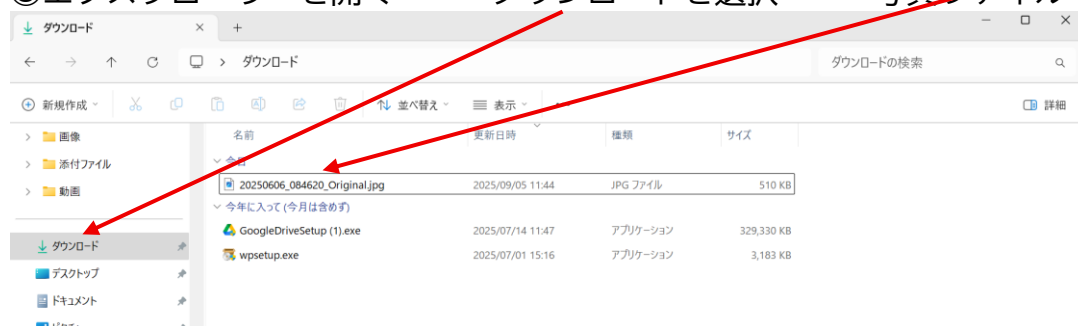 ダウンロード
ダウンロード
ダウンロードの検索
新規作成
並べ替え
表示
詳細
画像
添付ファイル
動画
ダウンロード
デスクトップ
ドキュメント
名前 更新日時 種類 サイズ
今日
20250606_084620_Original.jpg 2025/09/05 11:44 JPG ファイル 510 KB
今年に入って (今月は含めず)
GoogleDriveSetup (1).exe 2025/07/14 11:47 アプリケーション 329,330 KB
wpsetup.exe 2025/07/01 15:16 アプリケーション 3,183 KB